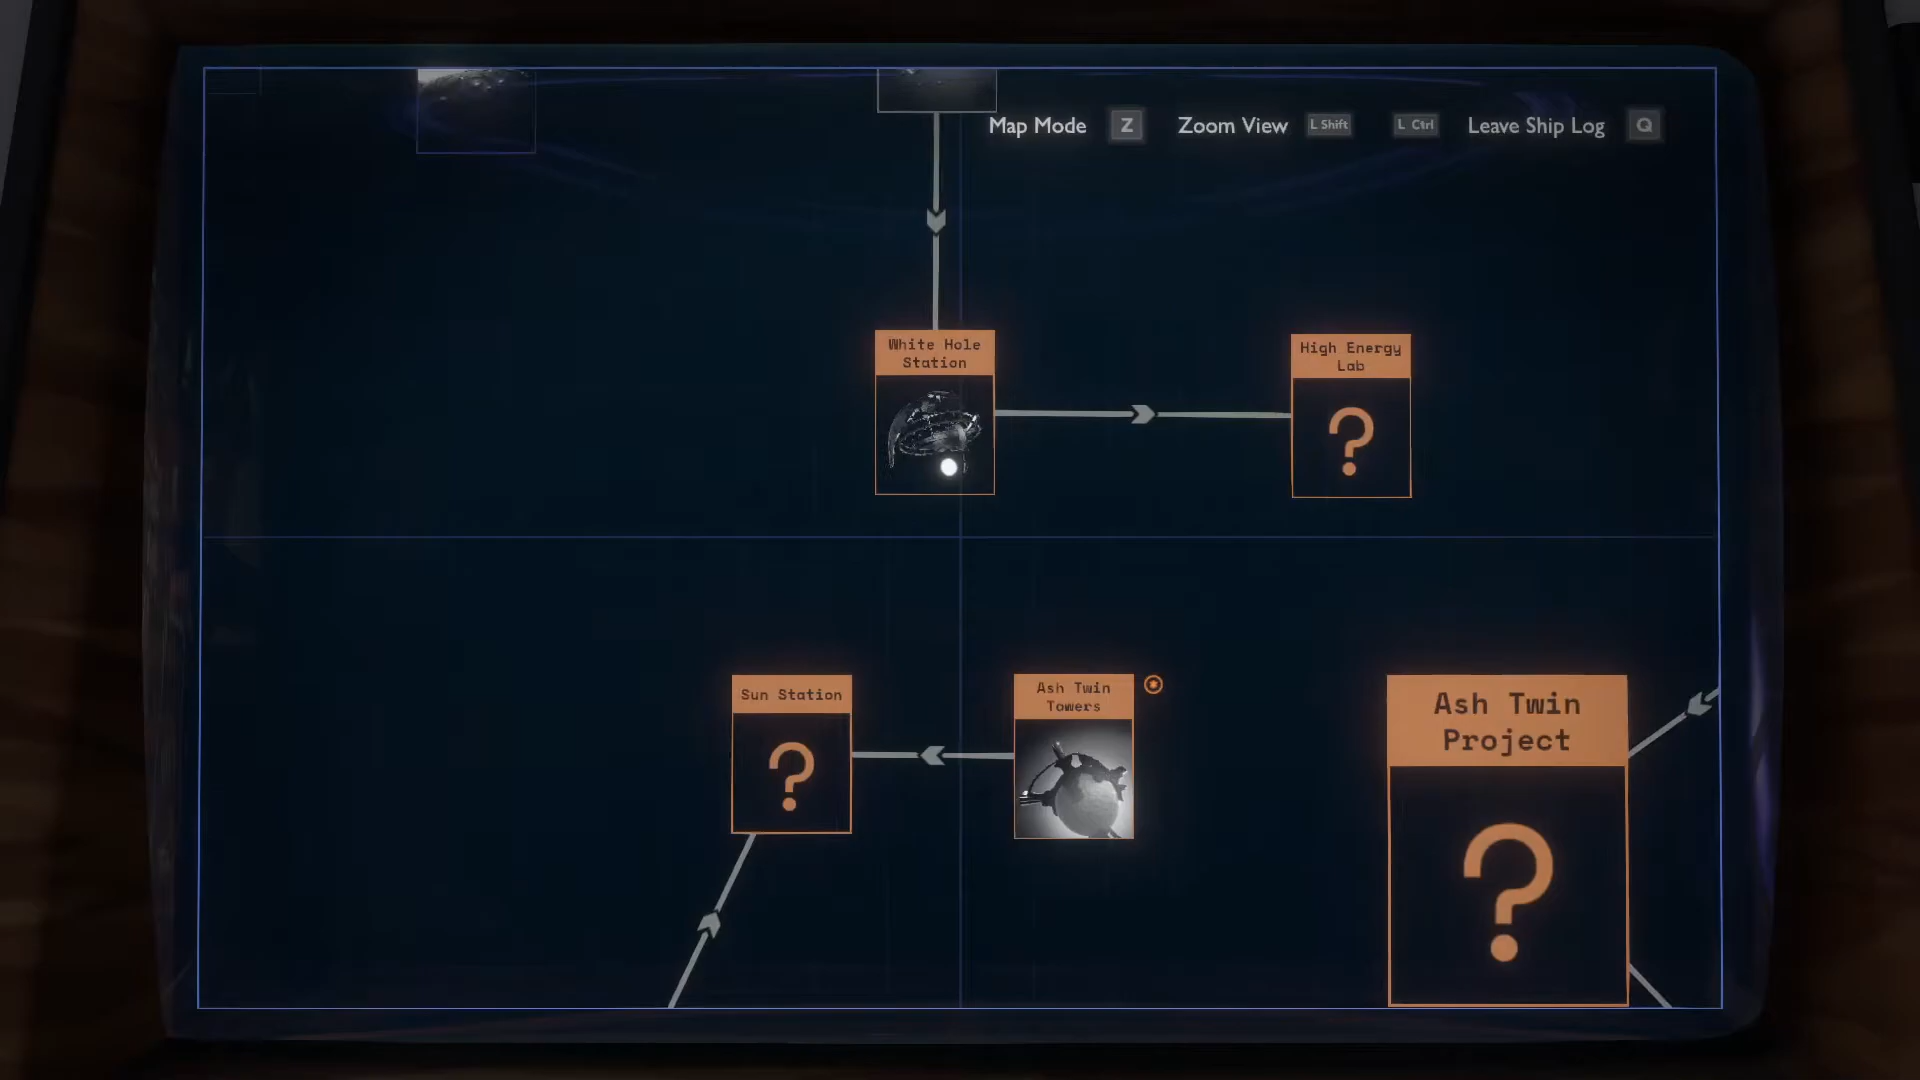 Map Mode Z Zoom View L Shift L Ctrl Leave Ship Log Q
White Hole
Station
High Energy
Lab
?
Sun Station
?
Ash Twin
Towers
Ash Twin
Project
?